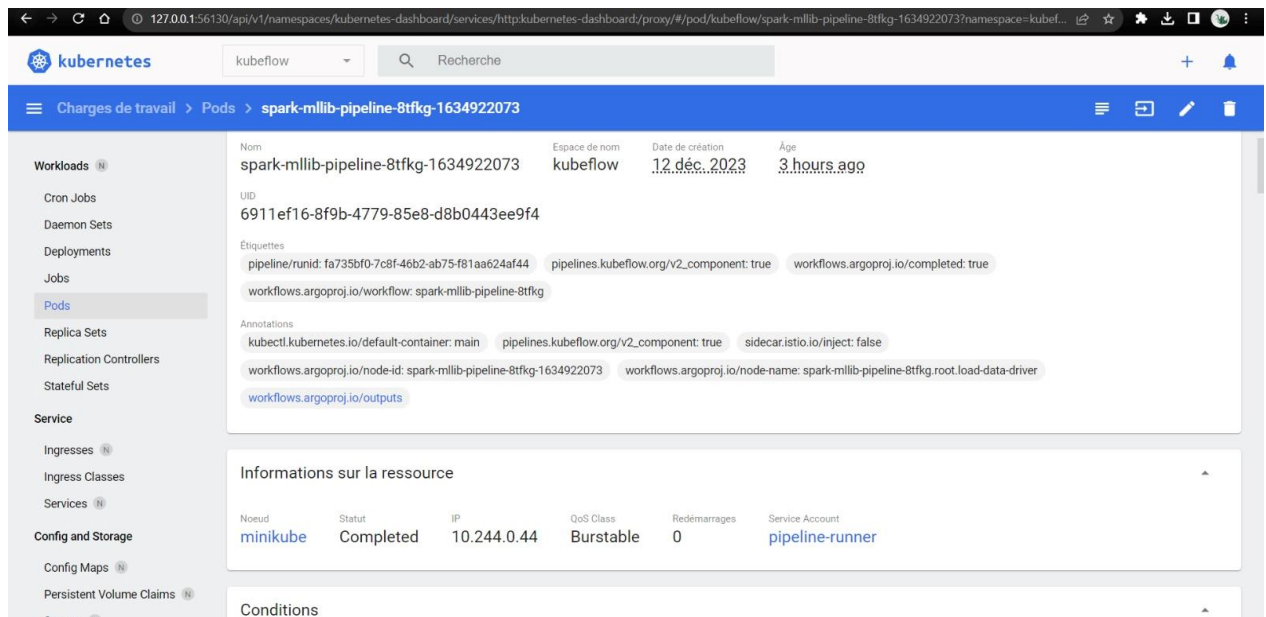 127.0.0.1:56130/api/v1/namespaces/kubernetes-dashboard/services/http:kubernetes-dashboard:/proxy/#/pod/kubeflow/spark-mllib-pipeline-8tfkg-1634922073?namespace=kubef...
kubernetes
kubeflow
Recherche
Charges de travail > Pods > spark-mllib-pipeline-8tfkg-1634922073
Workloads N
Cron Jobs
Daemon Sets
Deployments
Jobs
Pods
Replica Sets
Replication Controllers
Stateful Sets
Service
Ingresses N
Ingress Classes
Services N
Config and Storage
Config Maps N
Persistent Volume Claims N
Nom Espace de nom Date de création Âge
spark-mllib-pipeline-8tfkg-1634922073 kubeflow 12 déc. 2023 3 hours ago
UID
6911ef16-8f9b-4779-85e8-d8b0443ee9f4
Étiquettes
pipeline/runid: fa735bf0-7c8f-46b2-ab75-f81aa624af44 pipelines.kubeflow.org/v2_component: true workflows.argoproj.io/completed: true
workflows.argoproj.io/workflow: spark-mllib-pipeline-8tfkg
Annotations
kubectl.kubernetes.io/default-container: main pipelines.kubeflow.org/v2_component: true sidecar.istio.io/inject: false
workflows.argoproj.io/node-id: spark-mllib-pipeline-8tfkg-1634922073 workflows.argoproj.io/node-name: spark-mllib-pipeline-8tfkg.root.load-data-driver
workflows.argoproj.io/outputs
Informations sur la ressource
Noeud Statut IP QoS Class Redémarrages Service Account
minikube Completed 10.244.0.44 Burstable 0 pipeline-runner
Conditions